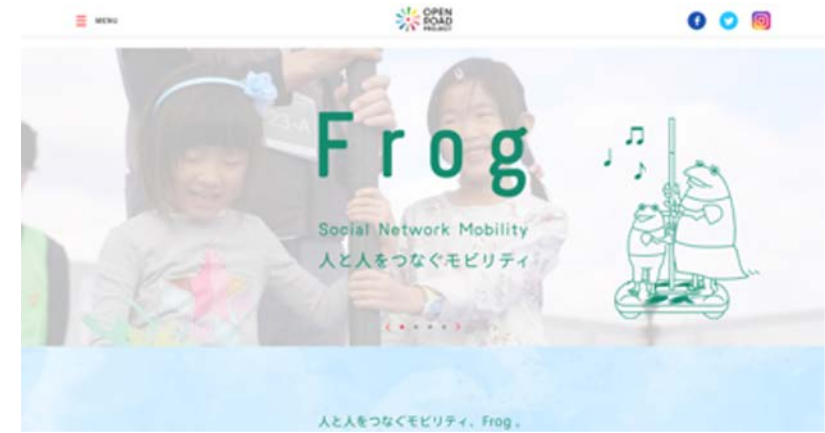 MENU
OPEN
ROAD
PROJECT
23-A
Frog
Social Network Mobility
人と人をつなぐモビリティ
人と人をつなぐモビリティ、Frog。